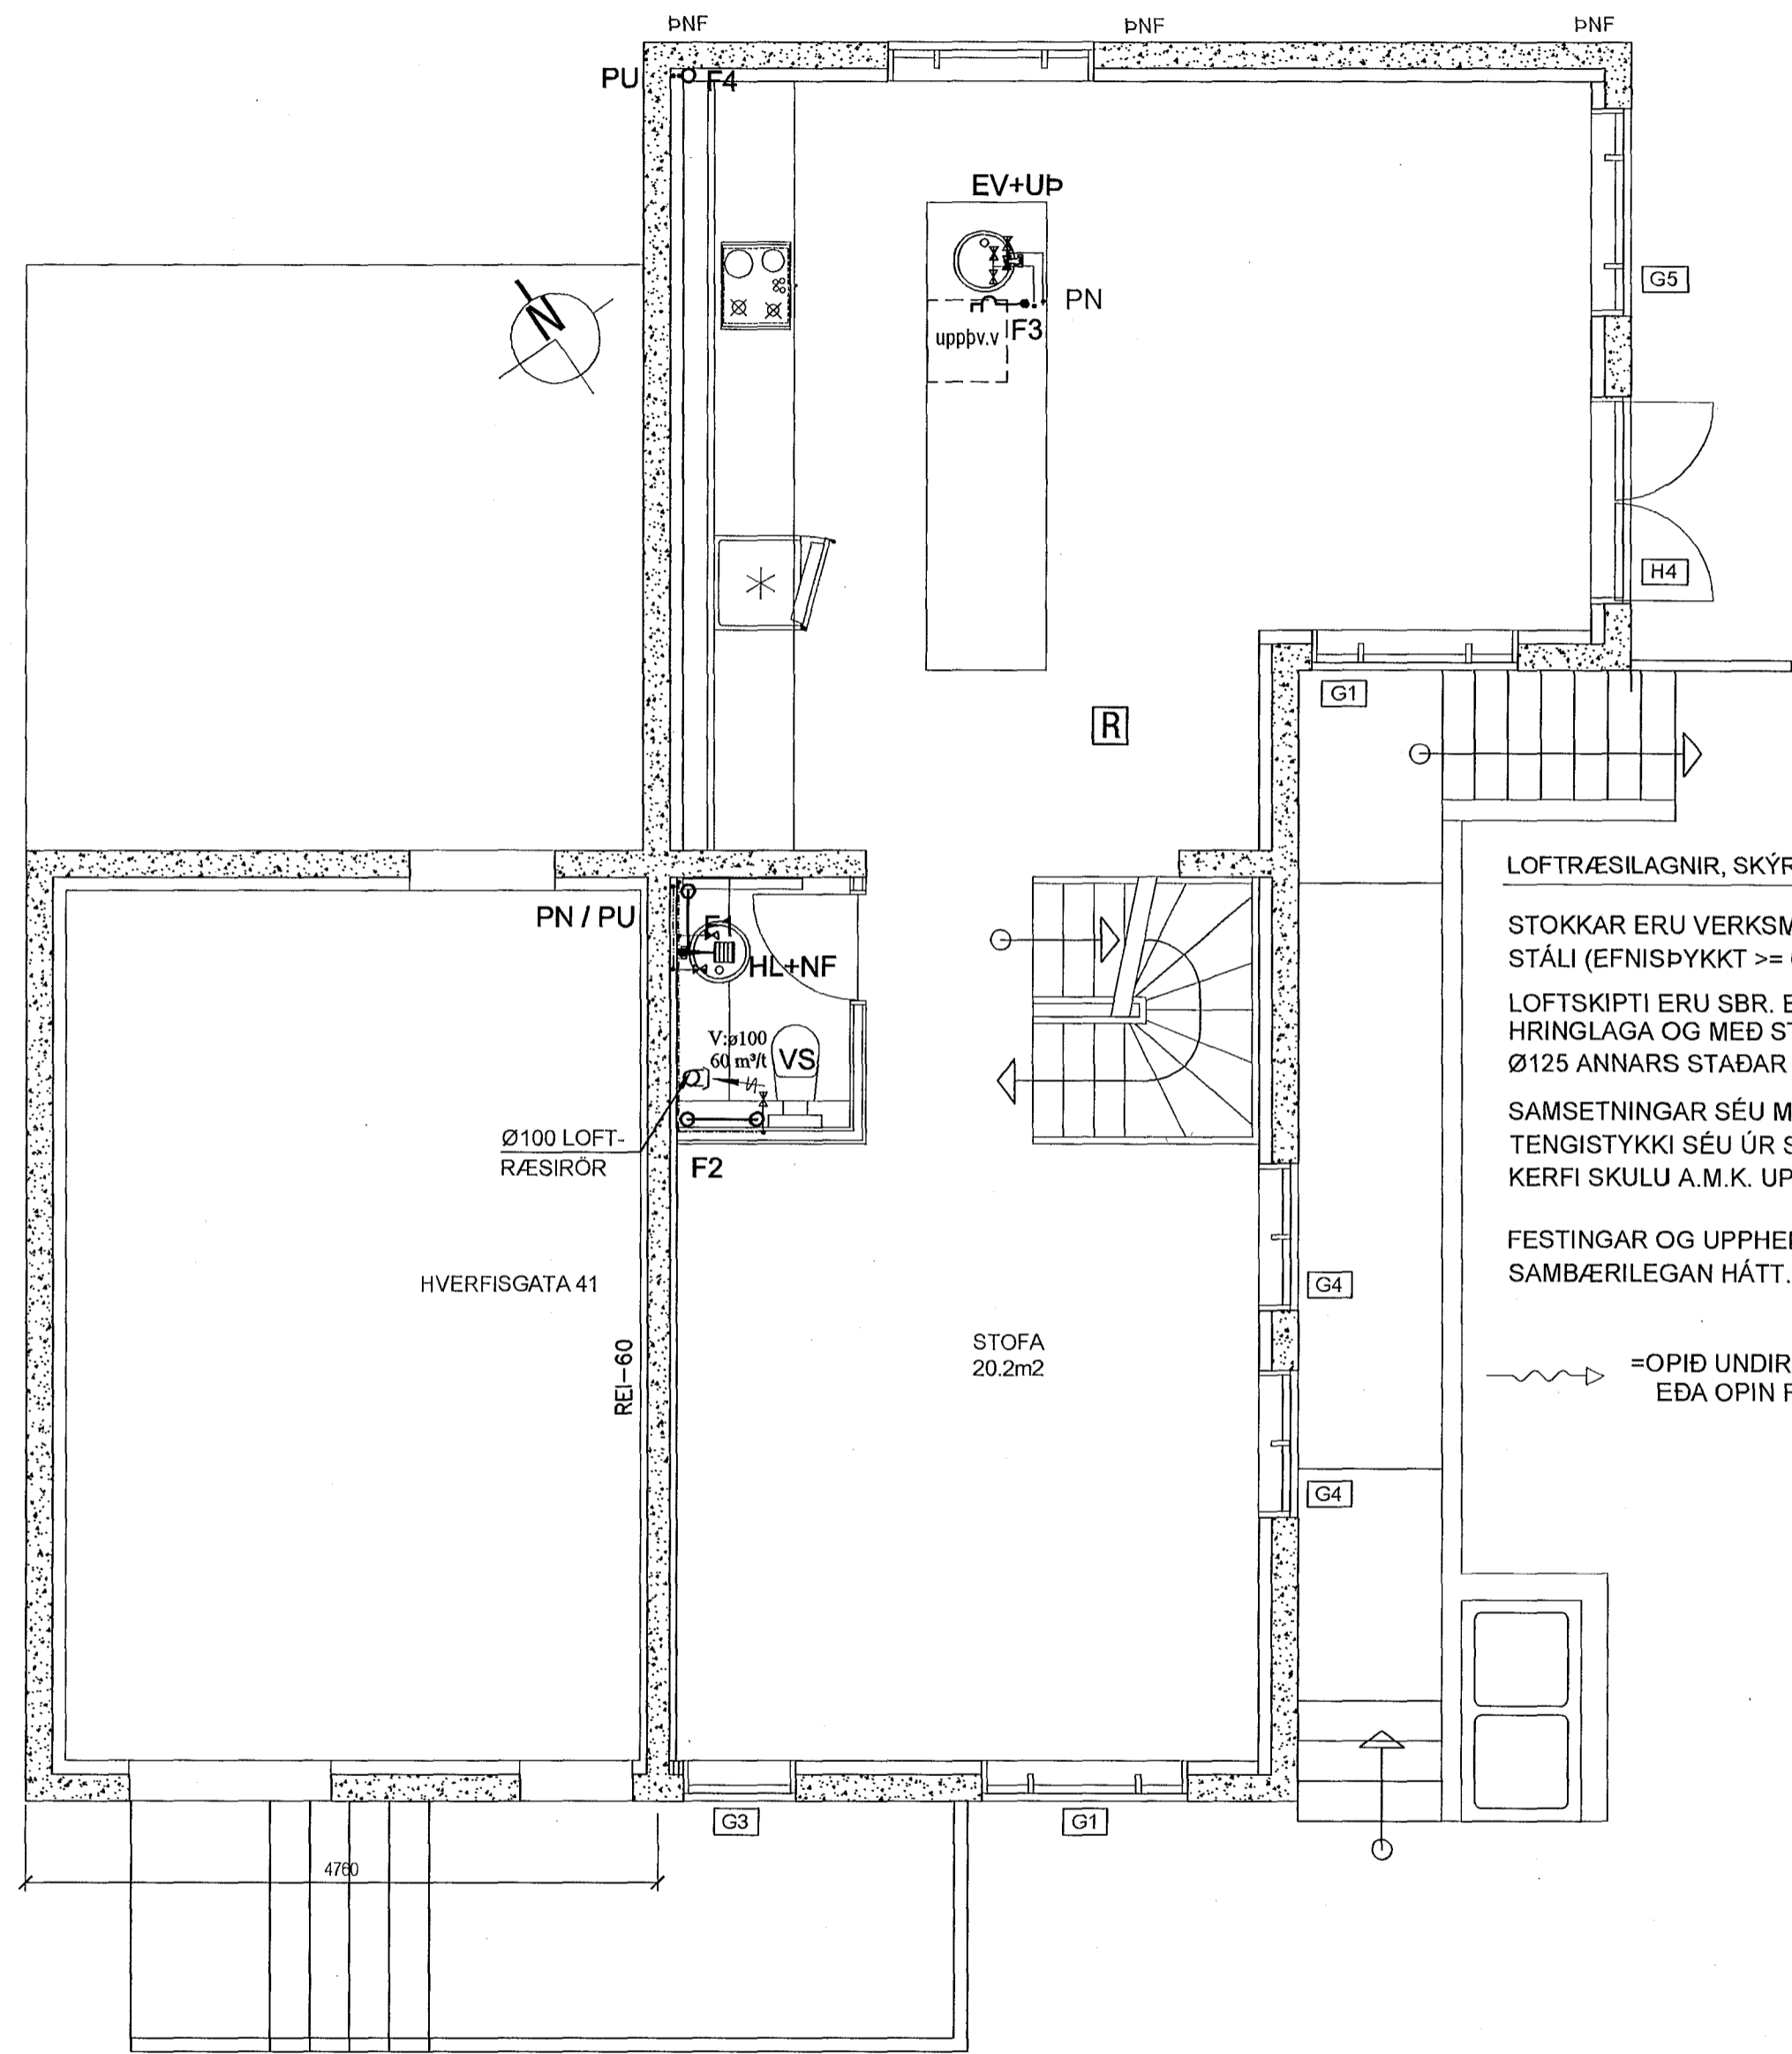 ÞNF
ÞNF
ÞNF
PU
F4
EV+UÞ
PN
F3
uppþv.v
N
G5
H4
G1
R
PN / PU
HL+NF
V:ø100
60 m³/t
VS
Ø100 LOFT-
RÆSIRÖR
F2
HVERFISGATA 41
REI-60
STOFA
20.2m2
G4
G4
G3
G1
4760
LOFTRÆSILAGNIR, SKÝR
STOKKAR ERU VERKSM
STÁLI (EFNISÞYKKT >=
LOFTSKIPTI ERU SBR.
HRINGLAGA OG MEÐ ST
Ø125 ANNARS STAÐAR
SAMSETNINGAR SÉU M
TENGISTYKKI SÉU ÚR S
KERFI SKULU A.M.K. UP
FESTINGAR OG UPPHE
SAMBÆRILEGAN HÁTT.
=OPIÐ UNDIR
EÐA OPIN